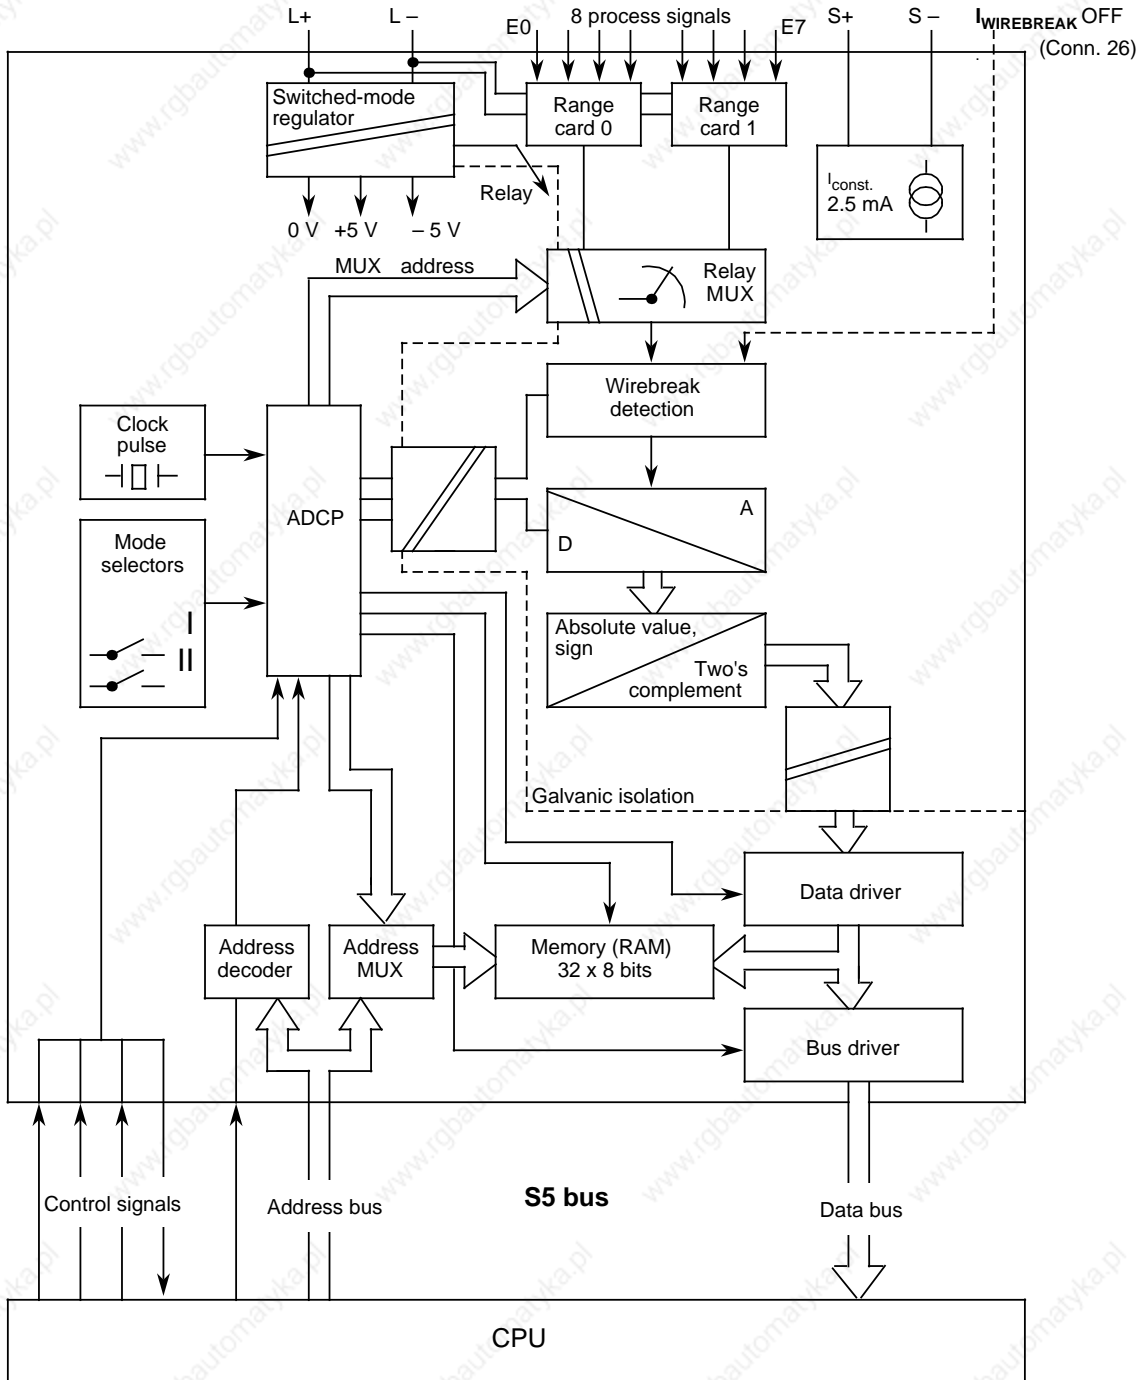 L+ L – 8 process signals S+ S – IWIREBREAK OFF
E0 E7
(Conn. 26)
Switched-mode
regulator
Range
card 0
Range
card 1
Iconst.
2.5 mA
Relay
0 V +5 V – 5 V
MUX address
Relay
MUX
Wirebreak
detection
Clock
pulse
ADCP
A
D
Mode
selectors
I
II
Absolute value,
sign
Two's
complement
Galvanic isolation
Data driver
Address
decoder
Address
MUX
Memory (RAM)
32 x 8 bits
Bus driver
Control signals
Address bus
S5 bus
Data bus
CPU
www.rgbautomatyka.pl